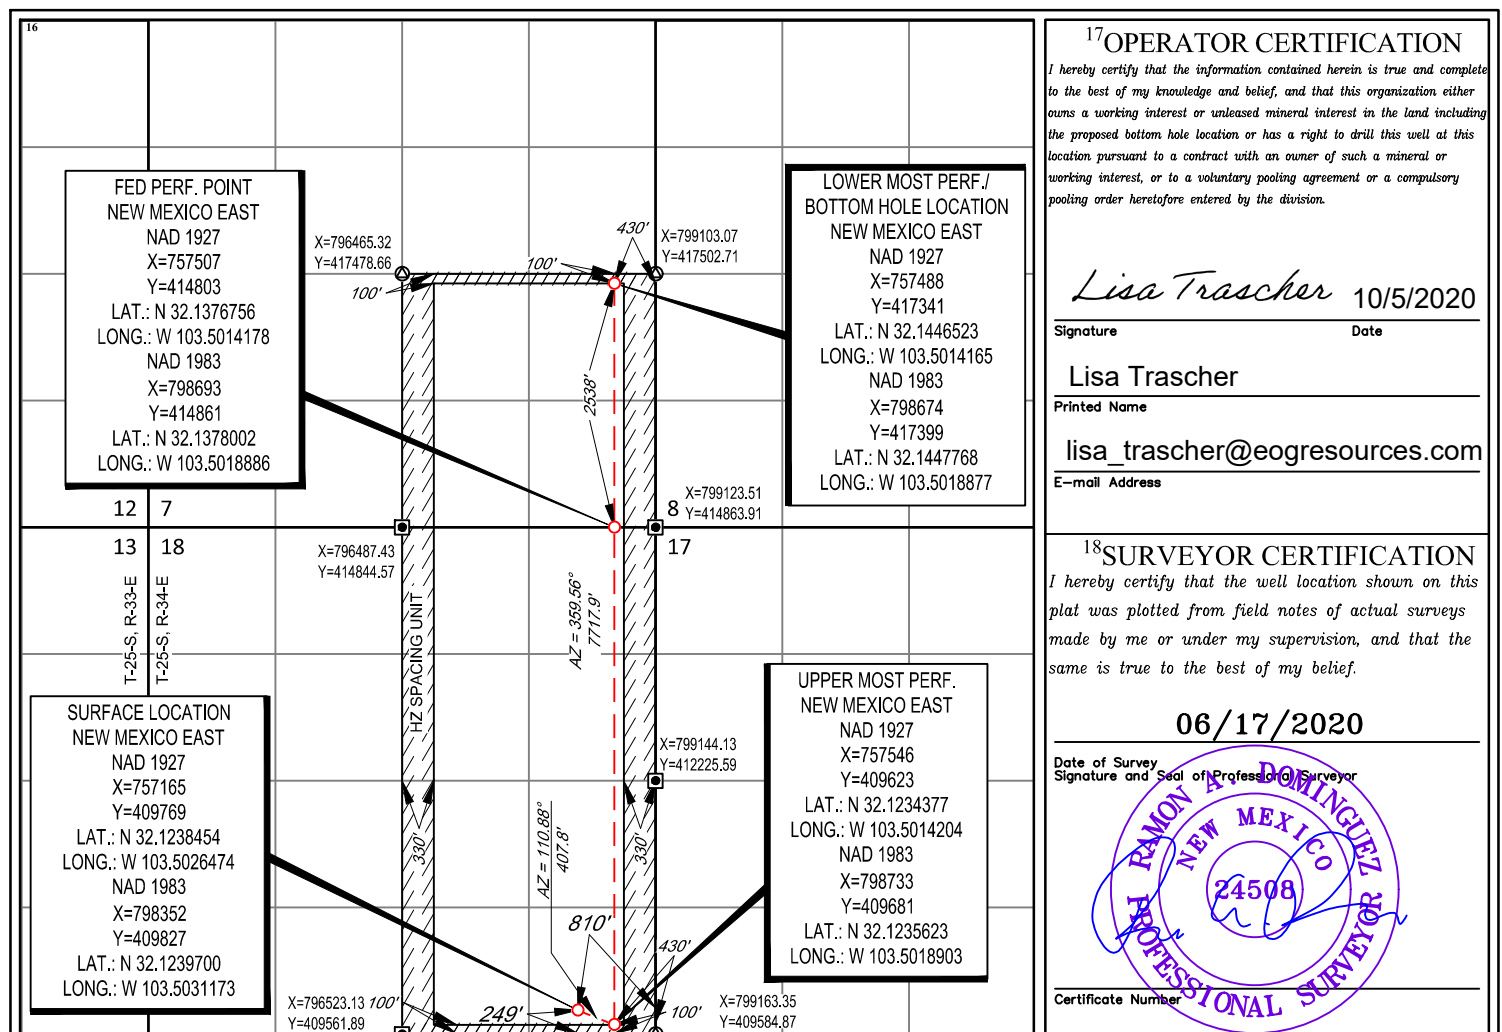 16
FED PERF. POINT
NEW MEXICO EAST
NAD 1927
X=757507
Y=414803
LAT.: N 32.1376756
LONG.: W 103.5014178
NAD 1983
X=798693
Y=414861
LAT.: N 32.1378002
LONG.: W 103.5018886
X=796465.32
Y=417478.66
430'
X=799103.07
Y=417502.71
100'
100'
LOWER MOST PERF./
BOTTOM HOLE LOCATION
NEW MEXICO EAST
NAD 1927
X=757488
Y=417341
LAT.: N 32.1446523
LONG.: W 103.5014165
NAD 1983
X=798674
Y=417399
LAT.: N 32.1447768
LONG.: W 103.5018877
2538'
12 7
13 18
8
17
X=799123.51
Y=414863.91
X=796487.43
Y=414844.57
T-25-S, R-33-E
T-25-S, R-34-E
HZ SPACING UNIT
AZ = 359.56°
7717.9'
SURFACE LOCATION
NEW MEXICO EAST
NAD 1927
X=757165
Y=409769
LAT.: N 32.1238454
LONG.: W 103.5026474
NAD 1983
X=798352
Y=409827
LAT.: N 32.1239700
LONG.: W 103.5031173
X=799144.13
Y=412225.59
UPPER MOST PERF.
NEW MEXICO EAST
NAD 1927
X=757546
Y=409623
LAT.: N 32.1234377
LONG.: W 103.5014204
NAD 1983
X=798733
Y=409681
LAT.: N 32.1235623
LONG.: W 103.5018903
330'
AZ = 110.88°
407.8'
330'
810'
430'
X=796523.13
Y=409561.89
100'
249'
100'
X=799163.35
Y=409584.87
17OPERATOR CERTIFICATION
I hereby certify that the information contained herein is true and complete
to the best of my knowledge and belief, and that this organization either
owns a working interest or unleased mineral interest in the land including
the proposed bottom hole location or has a right to drill this well at this
location pursuant to a contract with an owner of such a mineral or
working interest, or to a voluntary pooling agreement or a compulsory
pooling order heretofore entered by the division.
Lisa Trascher 10/5/2020
Signature Date
Lisa Trascher
Printed Name
lisa_trascher@eogresources.com
E-mail Address
18SURVEYOR CERTIFICATION
I hereby certify that the well location shown on this
plat was plotted from field notes of actual surveys
made by me or under my supervision, and that the
same is true to the best of my belief.
06/17/2020
Date of Survey
Signature and Seal of Professional Surveyor
RAMON A. DOMINGUEZ
NEW MEXICO
24508
PROFESSIONAL SURVEYOR
Certificate Number